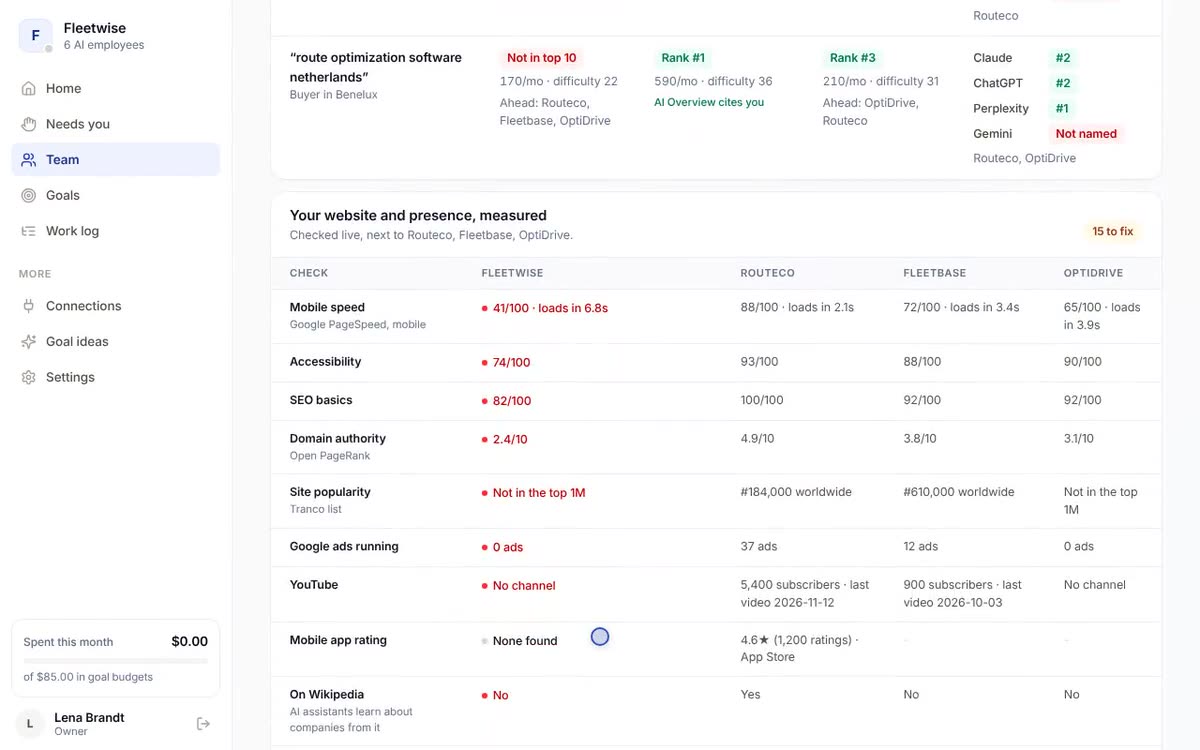 F
Fleetwise
6 AI employees
Home
Needs you
Team
Goals
Work log
MORE
Connections
Goal ideas
Settings
Spent this month $0.00
of $85.00 in goal budgets
L
Lena Brandt
Owner
Routeco
“route optimization software
netherlands”
Buyer in Benelux
Not in top 10
170/mo · difficulty 22
Ahead: Routeco,
Fleetbase, OptiDrive
Rank #1
590/mo · difficulty 36
AI Overview cites you
Rank #3
210/mo · difficulty 31
Ahead: OptiDrive,
Routeco
Claude #2
ChatGPT #2
Perplexity #1
Gemini Not named
Routeco, OptiDrive
Your website and presence, measured
Checked live, next to Routeco, Fleetbase, OptiDrive.
15 to fix
CHECK FLEETWISE ROUTECO FLEETBASE OPTIDRIVE
Mobile speed
Google PageSpeed, mobile
41/100 · loads in 6.8s
88/100 · loads in 2.1s
72/100 · loads in 3.4s
65/100 · loads
in 3.9s
Accessibility 74/100 93/100 88/100 90/100
SEO basics 82/100 100/100 92/100 92/100
Domain authority
Open PageRank
2.4/10 4.9/10 3.8/10 3.1/10
Site popularity
Tranco list
Not in the top 1M
#184,000 worldwide
#610,000 worldwide
Not in the top
1M
Google ads running 0 ads 37 ads 12 ads 0 ads
YouTube
No channel
5,400 subscribers · last
video 2026-11-12
900 subscribers · last
video 2026-10-03
No channel
Mobile app rating
None found
4.6★ (1,200 ratings) ·
App Store
-
-
On Wikipedia
AI assistants learn about
companies from it
No Yes No No